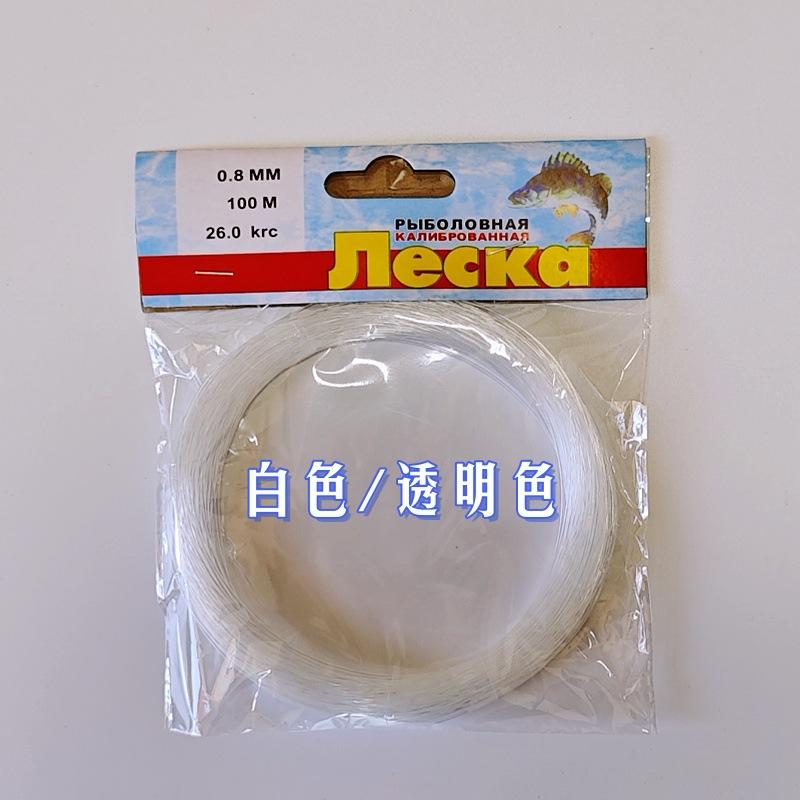 0.8 MM
100 M
26.0 krc
РЫБОЛОВНАЯ
КАЛИБРОВАННАЯ
Леска
白色/透明色